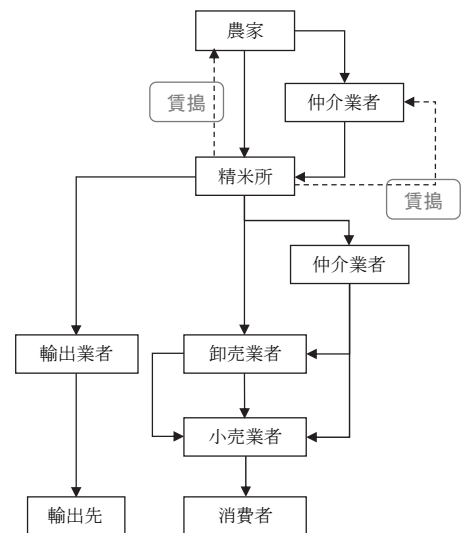 農家
賃搗
仲介業者
精米所
賃搗
仲介業者
輸出業者
卸売業者
小売業者
輸出先
消費者